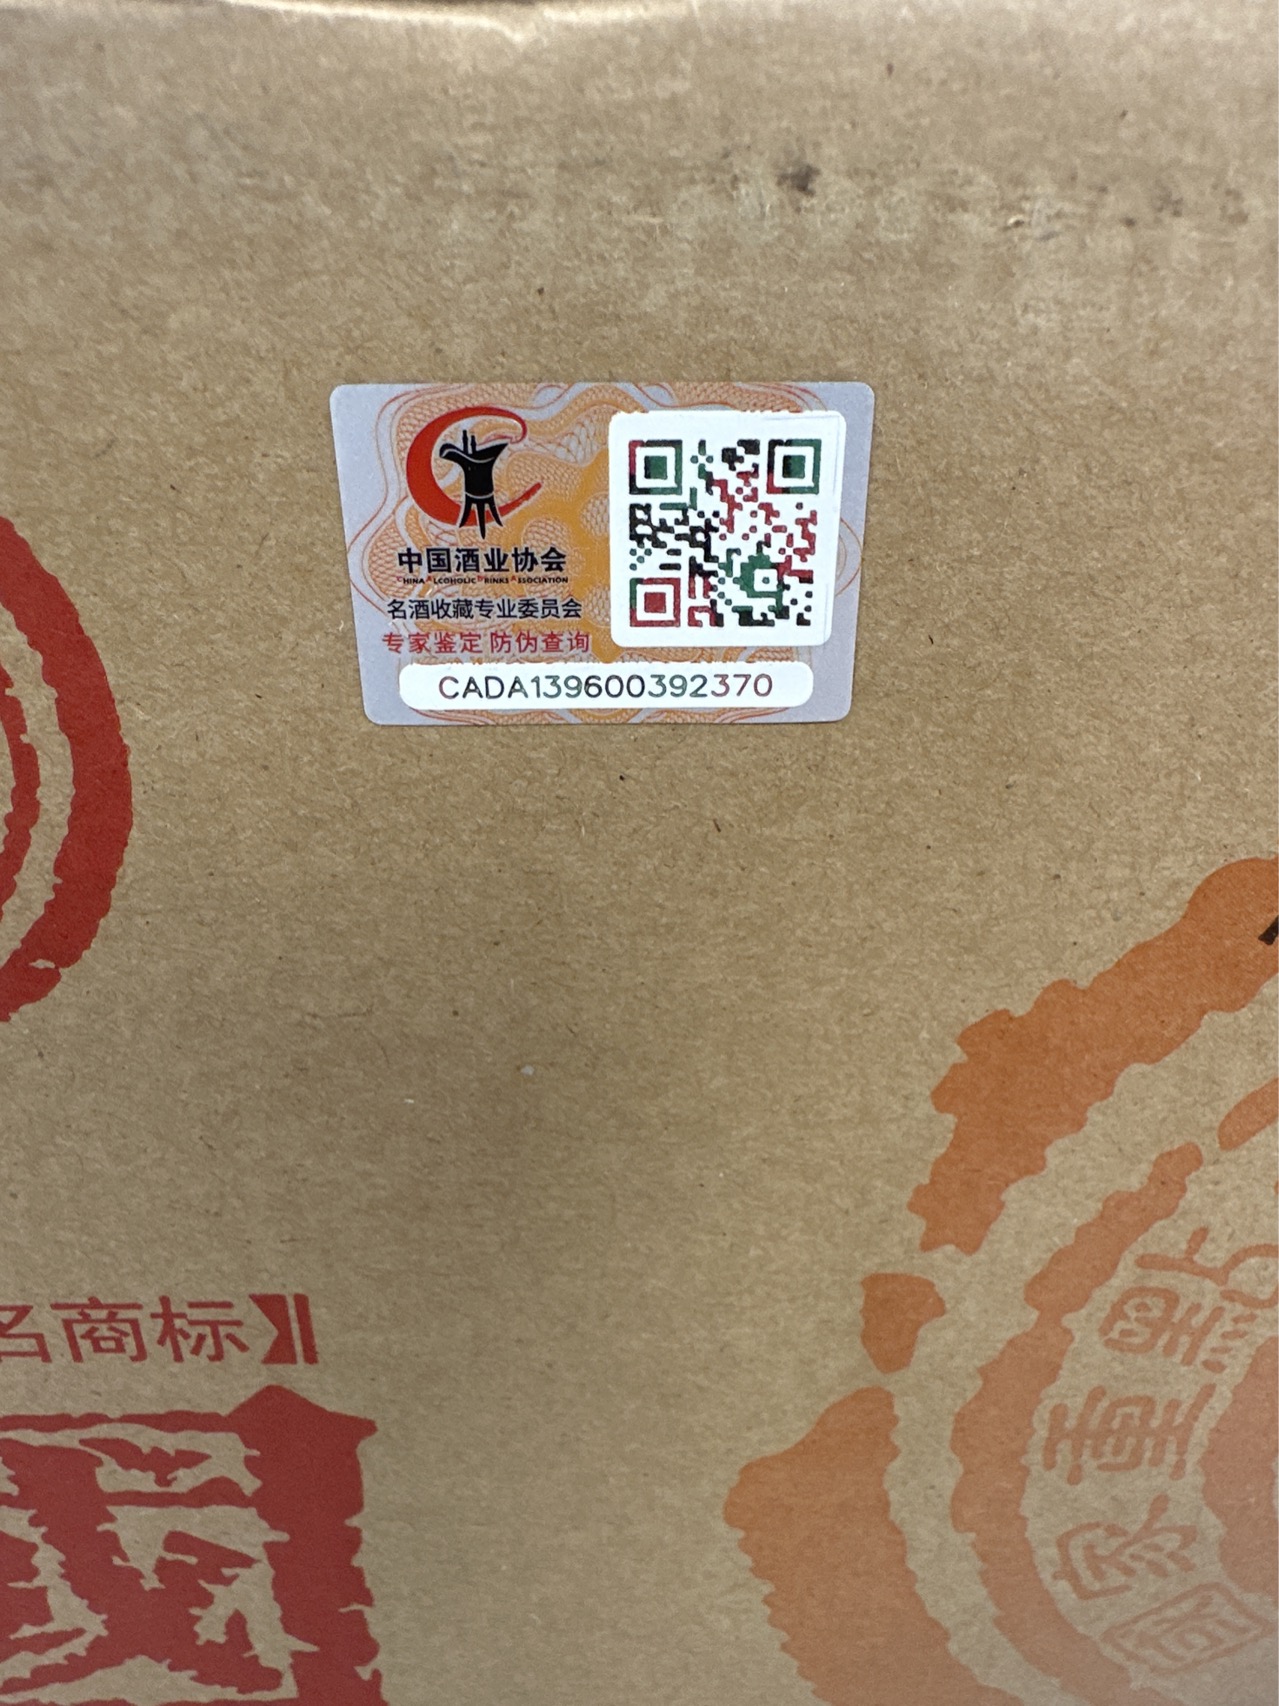 中国酒业协会
CHINA ALCOHOLIC DRINKS ASSOCIATION
名酒收藏专业委员会
专家鉴定 防伪查询
CADA139600392370
名商标】